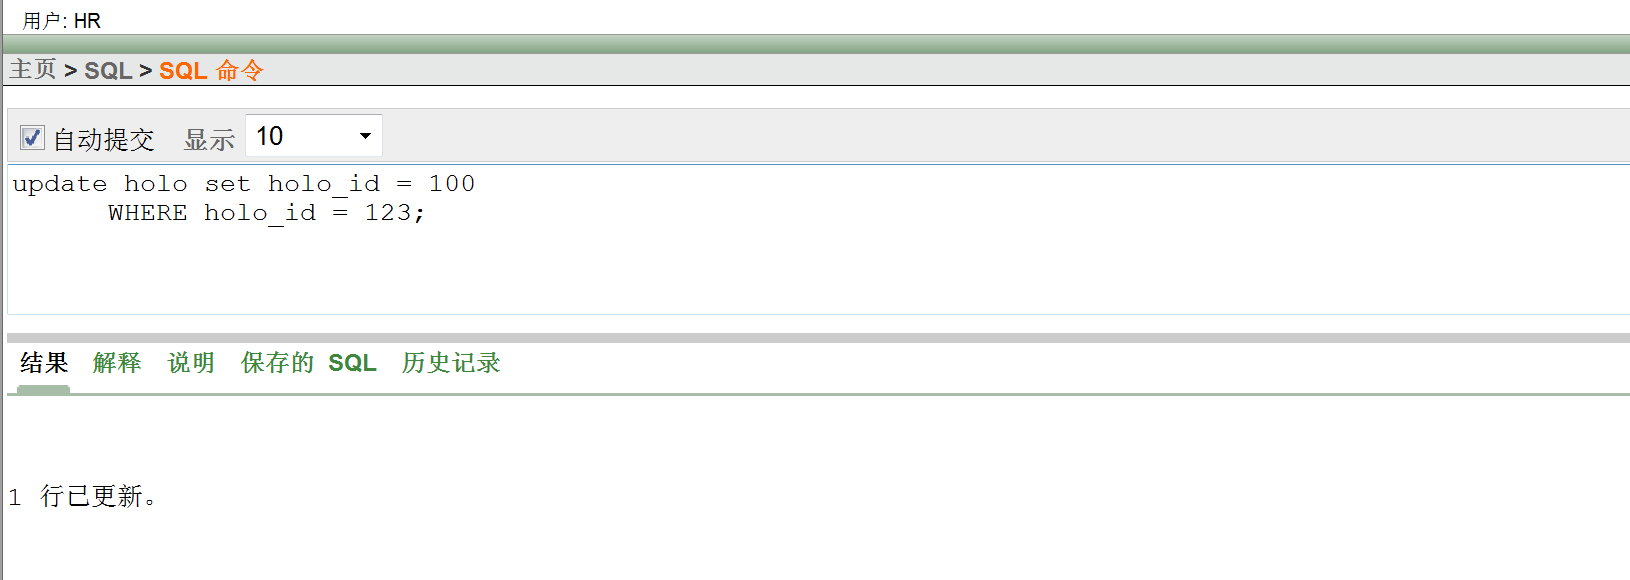 用户: HR
主页 > SQL > SQL 命令
自动提交 显示 10
update holo set holo_id = 100
WHERE holo_id = 123;
结果 解释 说明 保存的 SQL 历史记录
1 行已更新。